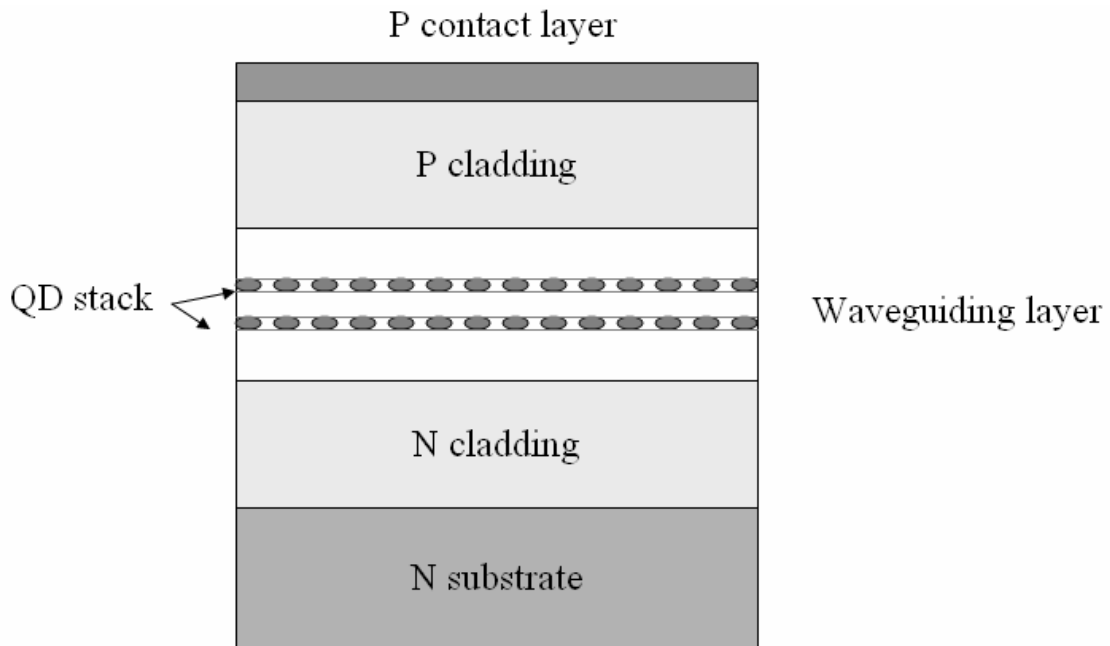 P contact layer
P cladding
QD stack
Waveguiding layer
N cladding
N substrate